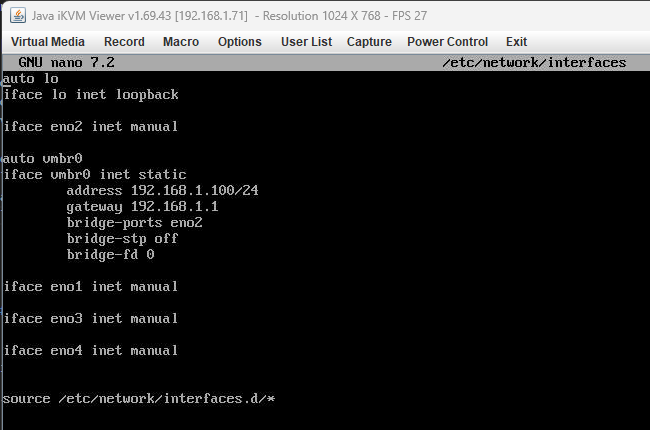 Java iKVM Viewer v1.69.43 [192.168.1.71] - Resolution 1024 X 768 - FPS 27
Virtual Media Record Macro Options User List Capture Power Control Exit
GNU nano 7.2 /etc/network/interfaces
auto lo
iface lo inet loopback
iface eno2 inet manual
auto vmbr0
iface vmbr0 inet static
address 192.168.1.100/24
gateway 192.168.1.1
bridge-ports eno2
bridge-stp off
bridge-fd 0
iface eno1 inet manual
iface eno3 inet manual
iface eno4 inet manual
source /etc/network/interfaces.d/*